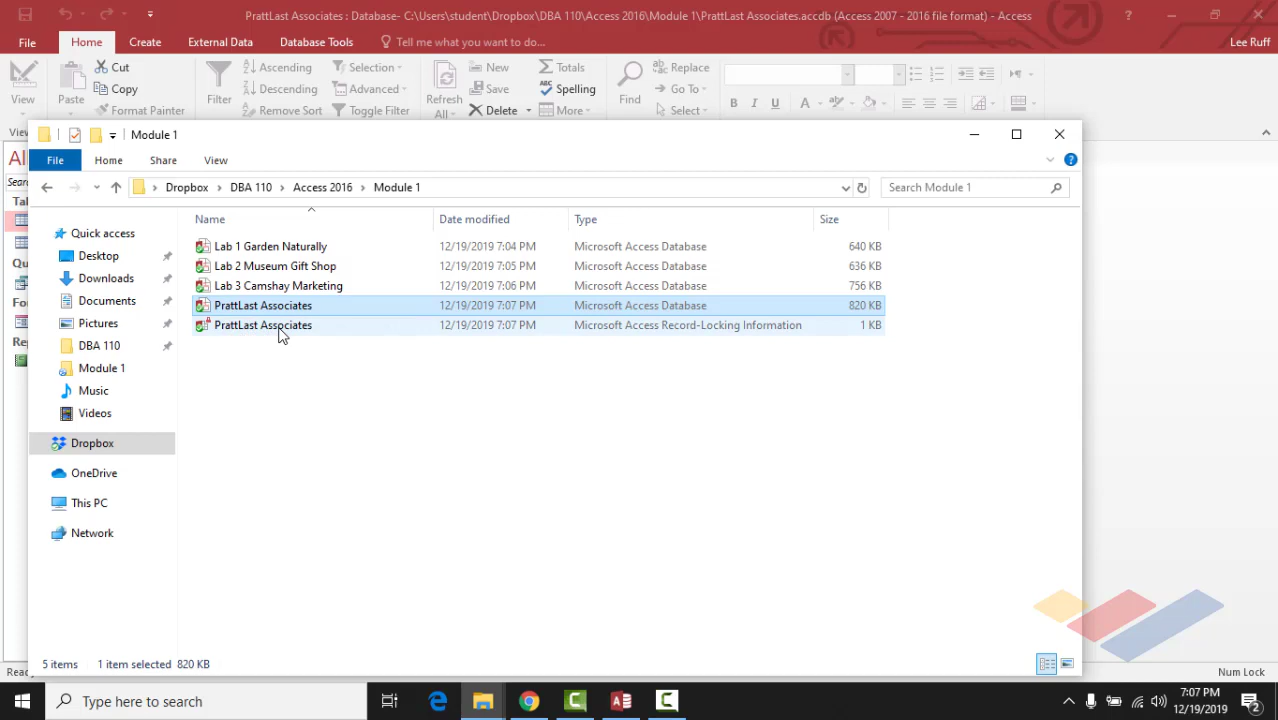 PrattLast Associates : Database- C:\Users\student\Dropbox\DBA 110\Access 2016\Module 1\PrattLast Associates.accdb (Access 2007 - 2016 file format) - Access
File Home Create External Data Database Tools Tell me what you want to do... Lee Ruff
Cut Ascending Selection New Totals Replace
Copy Descending Advanced Save Spelling Go To
View Paste Format Painter Filter Remove Sort Toggle Filter Refresh All Delete More Find Select
B I U A
Module 1
File Home Share View
Dropbox DBA 110 Access 2016 Module 1 Search Module 1
Name Date modified Type Size
Quick access
Desktop
Downloads
Documents
Pictures
DBA 110
Module 1
Music
Videos
Dropbox
OneDrive
This PC
Network
Lab 1 Garden Naturally 12/19/2019 7:04 PM Microsoft Access Database 640 KB
Lab 2 Museum Gift Shop 12/19/2019 7:05 PM Microsoft Access Database 636 KB
Lab 3 Camshay Marketing 12/19/2019 7:06 PM Microsoft Access Database 756 KB
PrattLast Associates 12/19/2019 7:07 PM Microsoft Access Database 820 KB
PrattLast Associates 12/19/2019 7:07 PM Microsoft Access Record-Locking Information 1 KB
5 items 1 item selected 820 KB
Num Lock
Type here to search
7:07 PM
12/19/2019
2